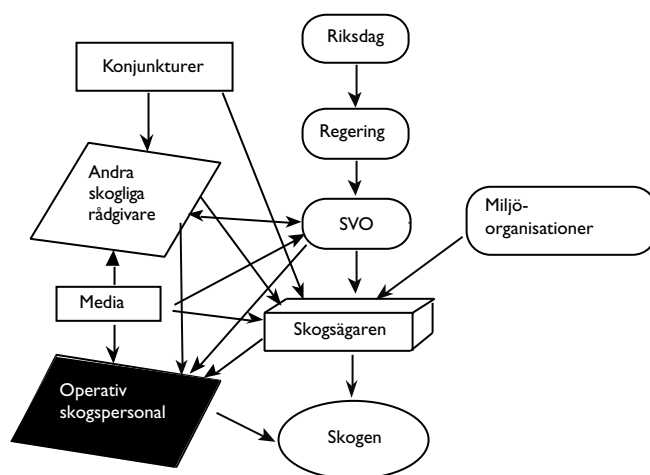 Riksdag
Konjunkturer
Regering
Andra
skogliga
rådgivare
SVO
Miljö-
organisationer
Media
Skogsägaren
Operativ
skogspersonal
Skogen